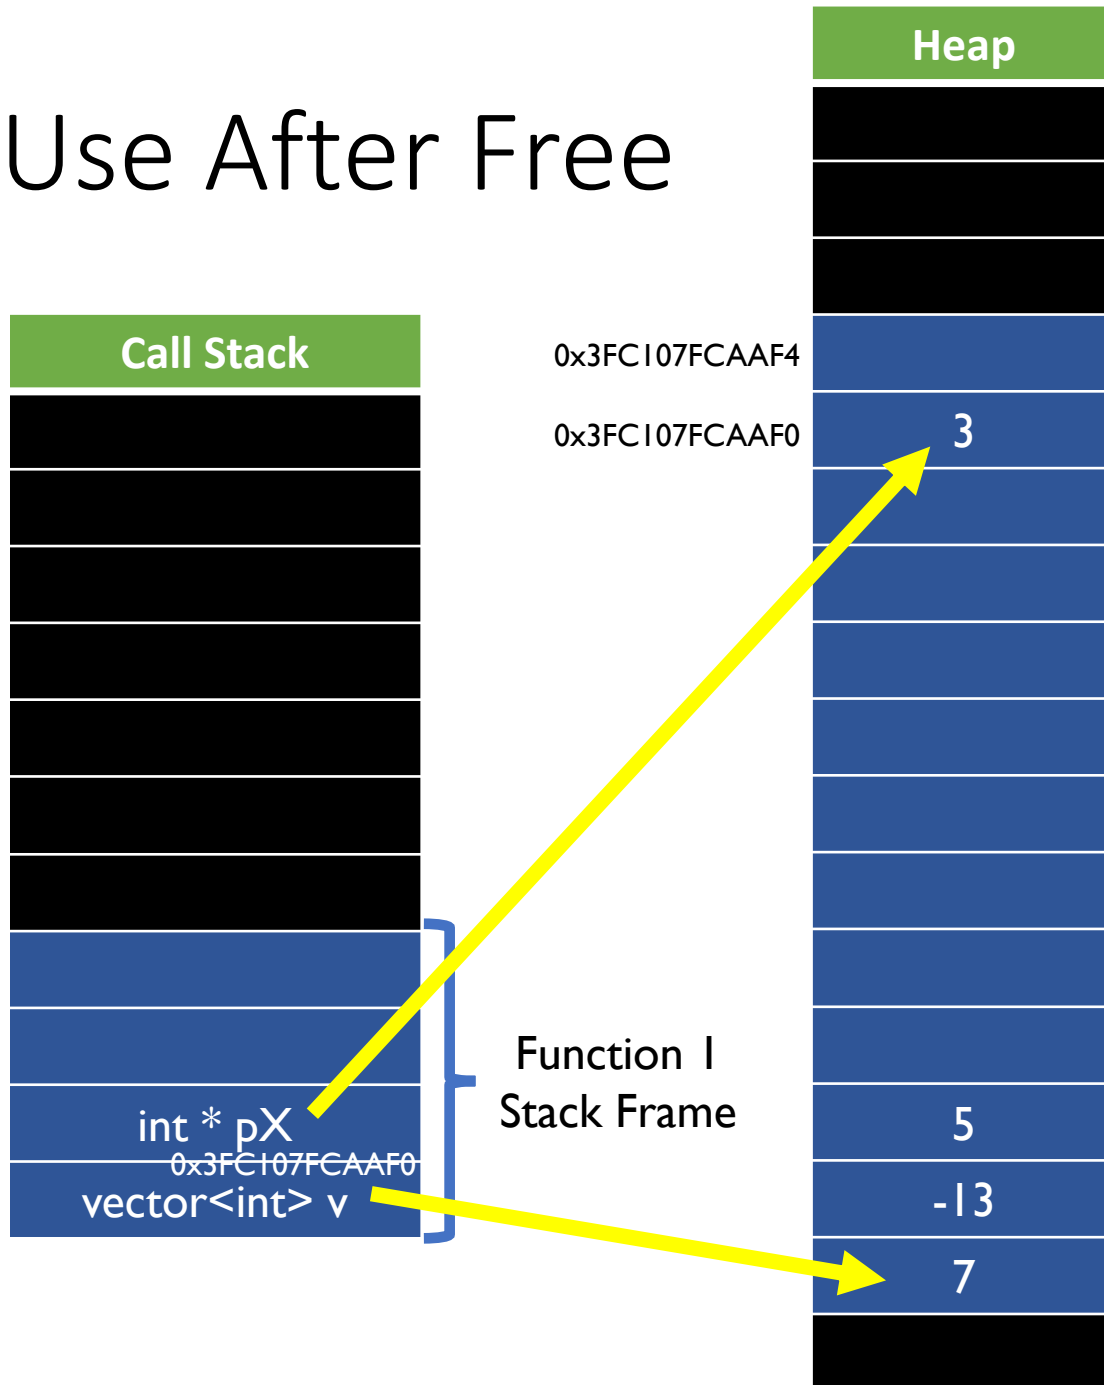 Heap
Use After Free
Call Stack
0x3FC107FCAAF4
0x3FC107FCAAF0
3
Function 1
Stack Frame
int * pX
0x3FC107FCAAF0
vector<int> v
5
-13
7